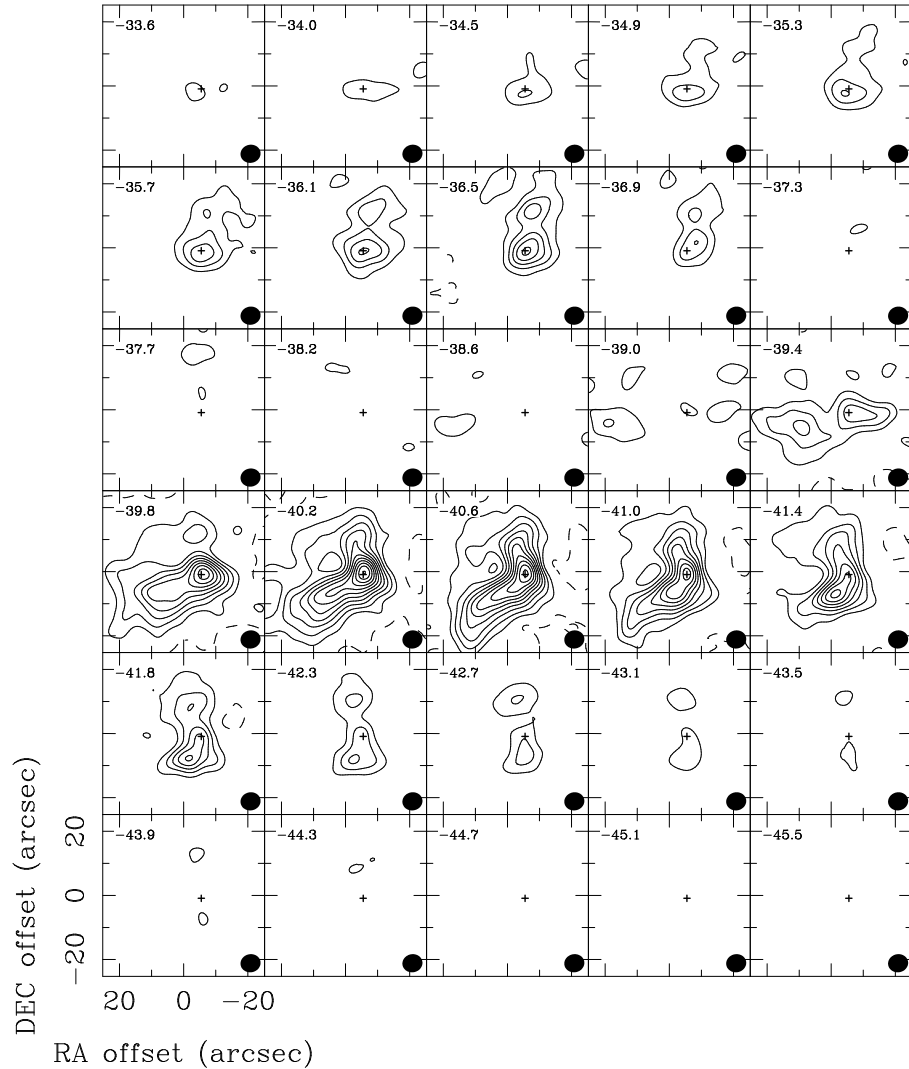 −33.6 −34.0 −34.5 −34.9 −35.3
−35.7 −36.1 −36.5 −36.9 −37.3
−37.7 −38.2 −38.6 −39.0 −39.4
−39.8 −40.2 −40.6 −41.0 −41.4
−41.8 −42.3 −42.7 −43.1 −43.5
−43.9 −44.3 −44.7 −45.1 −45.5
20
0
−20
DEC offset (arcsec)
20 0 −20
RA offset (arcsec)